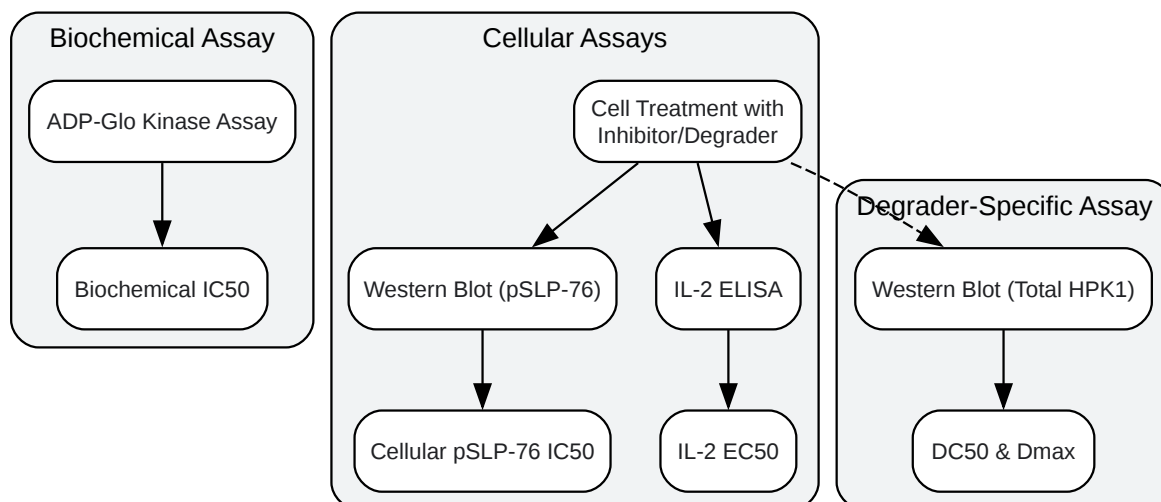 Biochemical Assay
ADP-Glo Kinase Assay
Biochemical IC50
Cellular Assays
Cell Treatment with
Inhibitor/Degrader
Western Blot (pSLP-76)
IL-2 ELISA
Cellular pSLP-76 IC50
IL-2 EC50
Degrader-Specific Assay
Western Blot (Total HPK1)
DC50 & Dmax